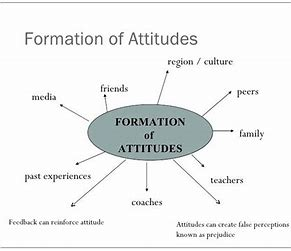 Formation of Attitudes
region / culture
friends
media
peers
FORMATION
of
ATTITUDES
family
past experiences
teachers
coaches
Feedback can reinforce attitude
Attitudes can create false perceptions
known as prejudice